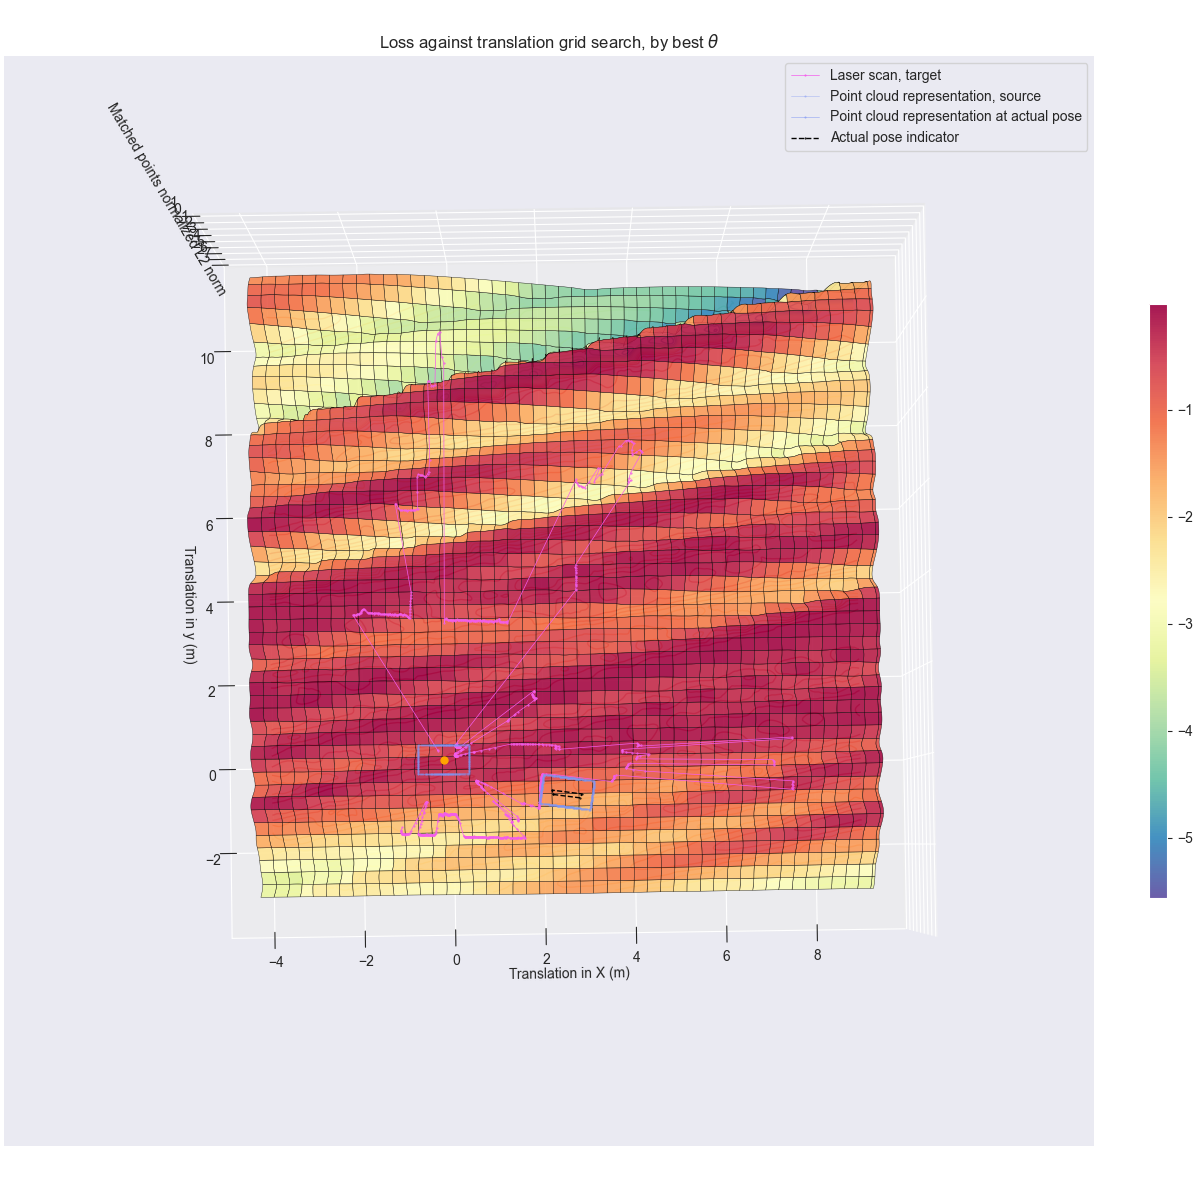 Loss against translation grid search, by best θ
Laser scan, target
Point cloud representation, source
Point cloud representation at actual pose
Actual pose indicator
Matched points normalized L2 norm
10
8
6
4
2
0
−2
Translation in y (m)
−4
−2
0
2
4
6
8
Translation in X (m)
−1
−2
−3
−4
−5